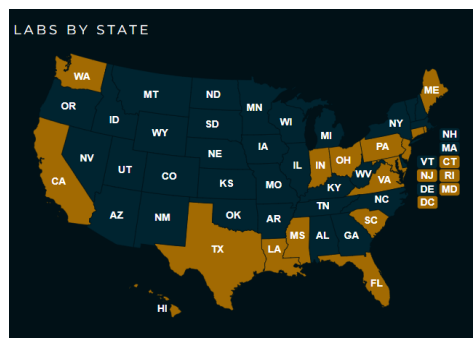 LABS BY STATE
WA
ME
MT
ND
OR
MN
ID
WI
NY
SD
MI
WY
NH
IA
MA
NE
PA
NV
OH
VT
CT
IL
IN
UT
NJ
RI
CO
WV
VA
CA
KS
MO
KY
DE
MD
NC
DC
TN
AZ
NM
OK
AR
SC
MS
AL
GA
TX
LA
FL
HI